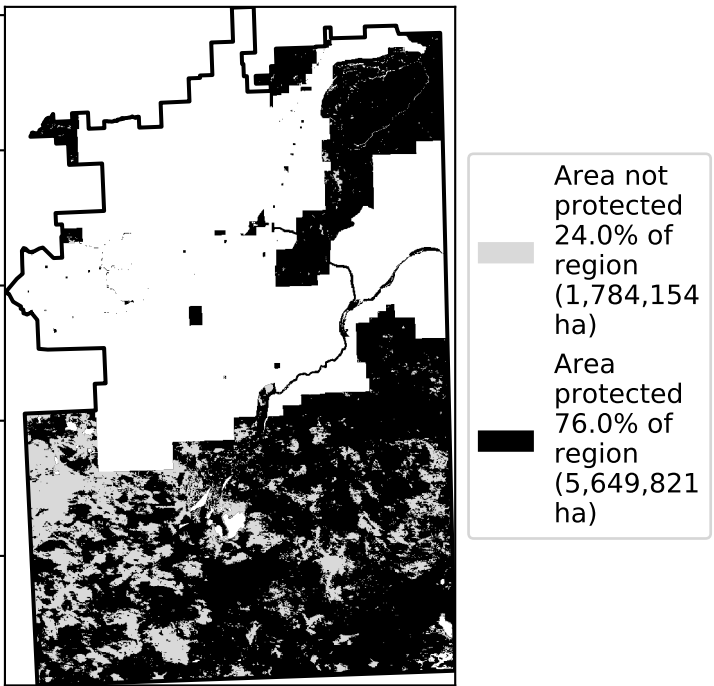 Area not
protected
24.0% of
region
(1,784,154
ha)
Area
protected
76.0% of
region
(5,649,821
ha)